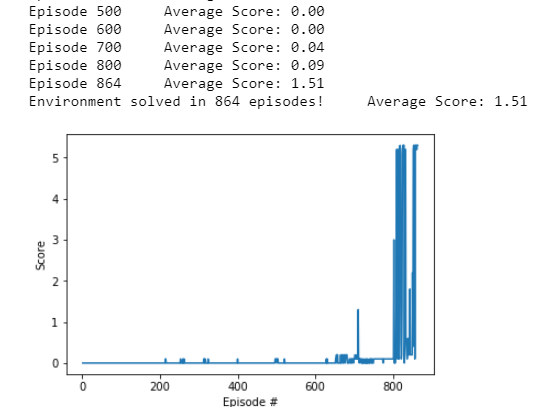 Episode 500 Average Score: 0.00
Episode 600 Average Score: 0.00
Episode 700 Average Score: 0.04
Episode 800 Average Score: 0.09
Episode 864 Average Score: 1.51
Environment solved in 864 episodes! Average Score: 1.51
5
4
3
2
1
0
Score
0 200 400 600 800
Episode #